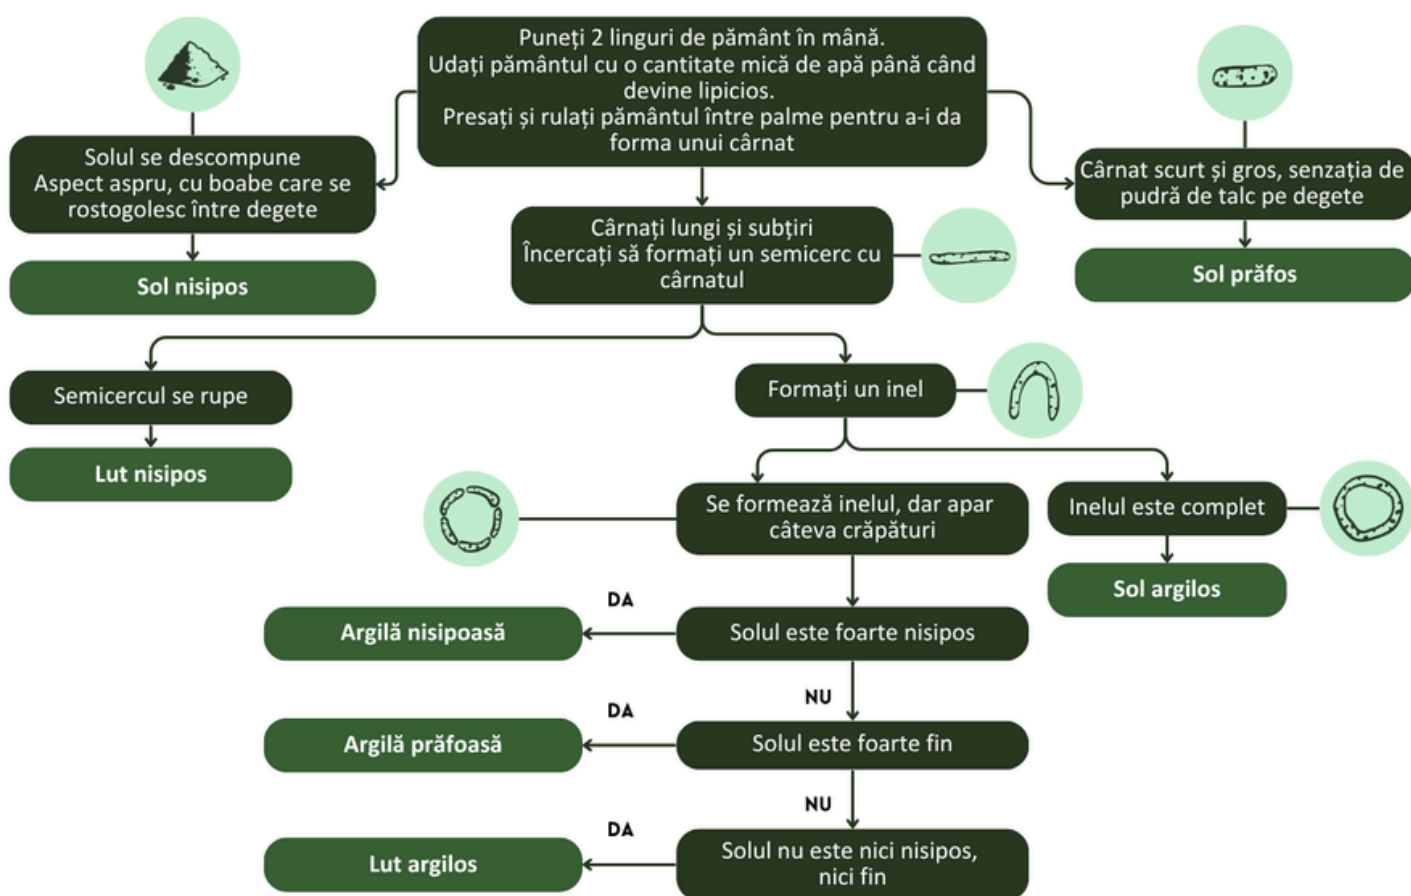 Puneți 2 linguri de pământ în mână.
Udați pământul cu o cantitate mică de apă până când
devine lipicios.
Presați și rulați pământul între palme pentru a-i da
forma unui cârnat
Solul se descompune
Aspect aspru, cu boabe care se
rostogolesc între degete
Cârnat scurt și gros, senzația de
pudră de talc pe degete
Cârnați lungi și subțiri
Încercați să formați un semicerc cu
cârnatul
Sol nisipos
Sol prăfos
Semicercul se rupe
Formați un inel
Lut nisipos
Se formează inelul, dar apar
câteva crăpături
Inelul este complet
Sol argilos
DA
Argilă nisipoasă
Solul este foarte nisipos
NU
DA
Argilă prăfoasă
Solul este foarte fin
NU
DA
Lut argilos
Solul nu este nici nisipos,
nici fin